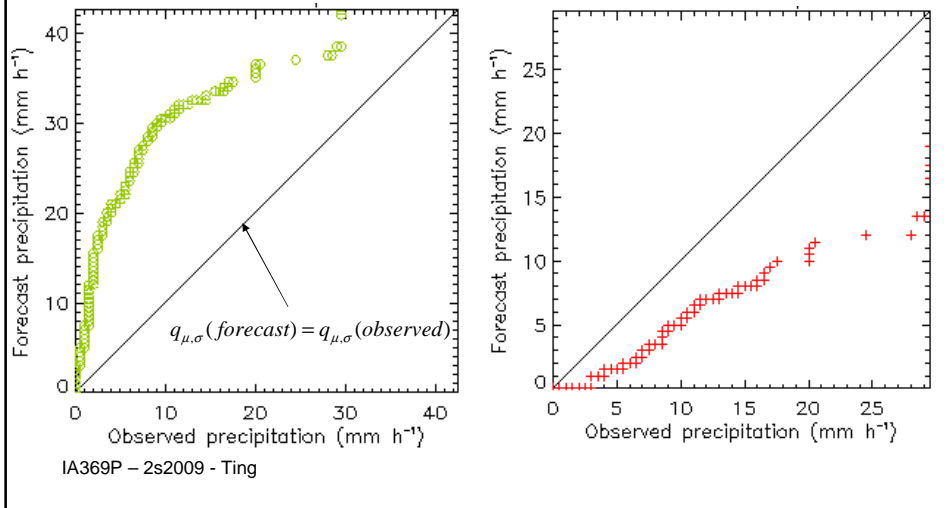 Forecast precipitation (mm h⁻¹)
40
30
20
10
0
0 10 20 30 40
Observed precipitation (mm h⁻¹)
q_{μ,σ}(forecast) = q_{μ,σ}(observed)
Forecast precipitation (mm h⁻¹)
25
20
15
10
5
0
0 5 10 15 20 25
Observed precipitation (mm h⁻¹)
IA369P – 2s2009 - Ting